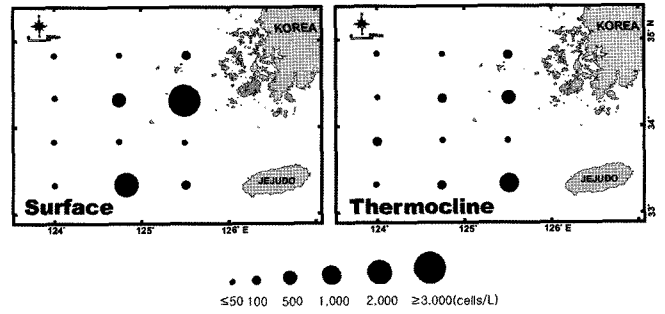 KOREA
JEJUDO
Surface
124°
125°
126° E
KOREA
JEJUDO
Thermocline
124°
125°
126° E
35° N
34°
33°
≤50 100 500 1,000 2,000 ≥3.000(cells/L)